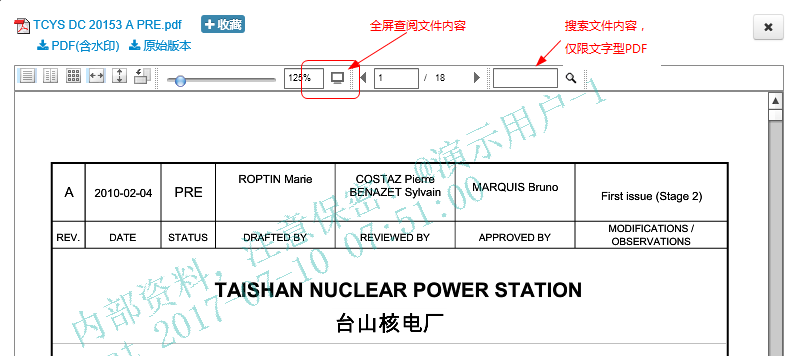 TCYS DC 20153 A PRE.pdf
收藏
全屏查阅文件内容
搜索文件内容，
仅限文字型PDF
PDF(含水印)
原始版本
125%
1 / 18
A 2010-02-04 PRE ROPTIN Marie COSTAZ Pierre MARQUIS Bruno First issue (Stage 2)
BENAZET Sylvain
REV. DATE STATUS DRAFTED BY REVIEWED BY APPROVED BY MODIFICATIONS /
OBSERVATIONS
TAISHAN NUCLEAR POWER STATION
台山核电厂
内部资料，注意保密！@演示用户-1
at 2017-07-10 07:51:00